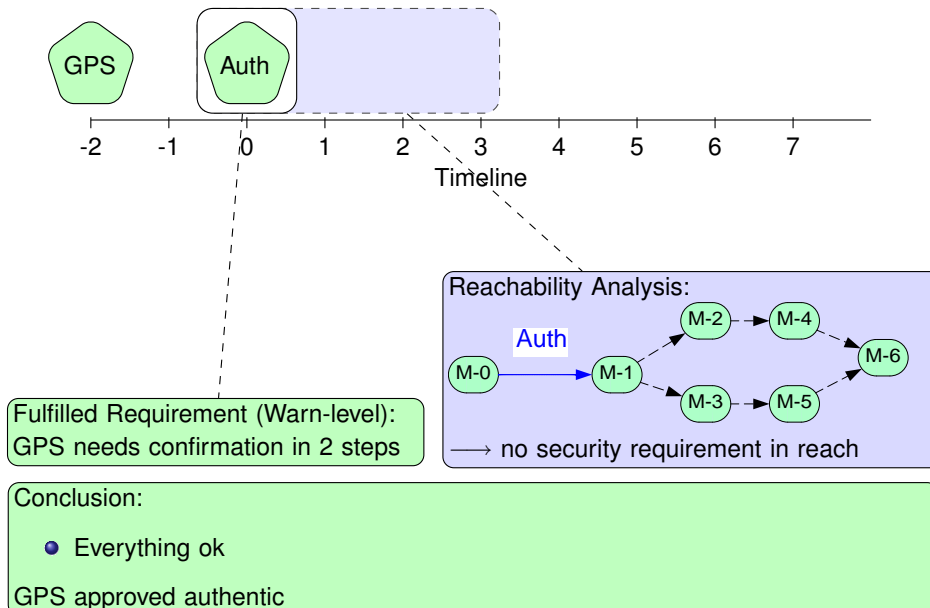 GPS
Auth
-2 -1 0 1 2 3 4 5 6 7
Timeline
Reachability Analysis:
M-2 M-4
Auth
M-6
M-0 M-1
M-3 M-5
⟶ no security requirement in reach
Fulfilled Requirement (Warn-level):
GPS needs confirmation in 2 steps
Conclusion:
Everything ok
GPS approved authentic